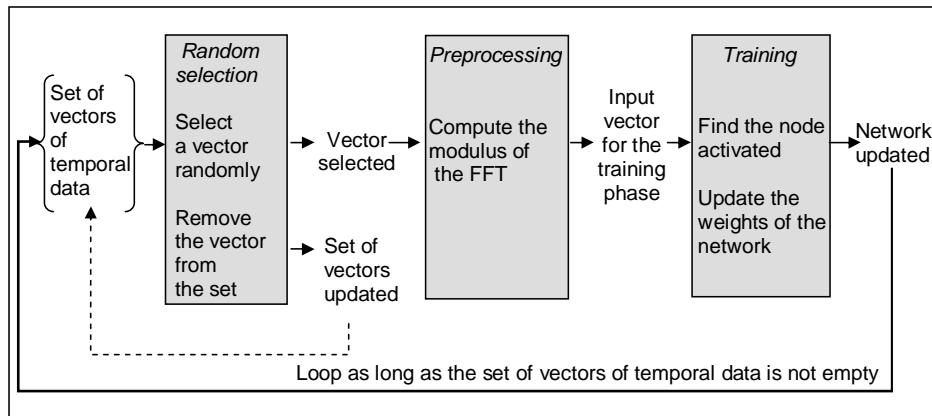 Set of
vectors
of
temporal
data
Random
selection
Select
a vector
randomly
Remove
the vector
from
the set
Vector
selected
Set of
vectors
updated
Preprocessing
Compute the
modulus of
the FFT
Input
vector
for the
training
phase
Training
Find the node
activated
Update the
weights of the
network
Network
updated
Loop as long as the set of vectors of temporal data is not empty